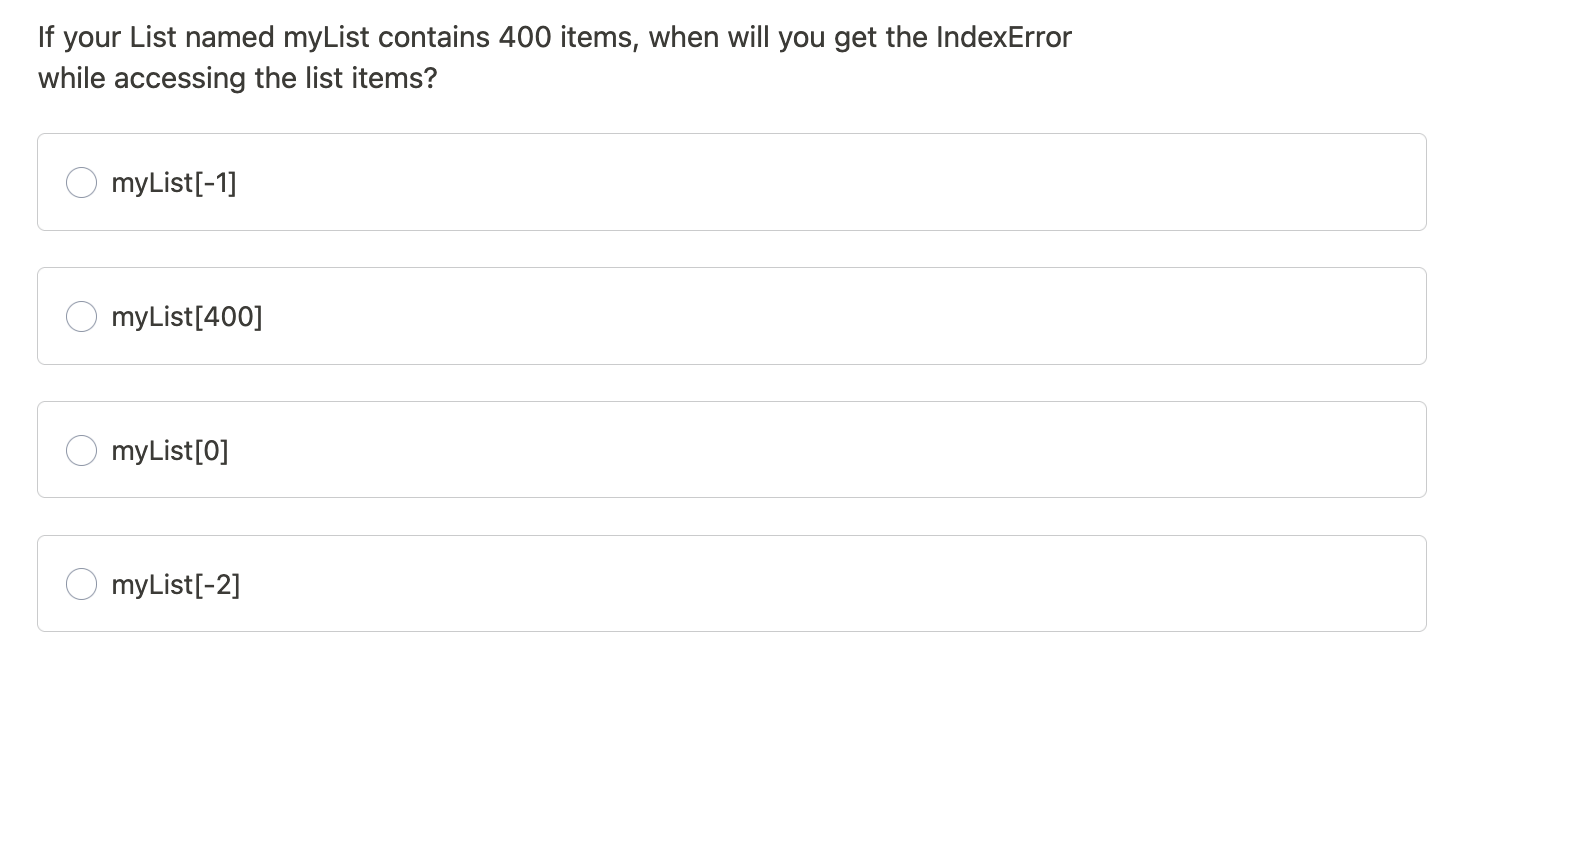 If your List named myList contains 400 items, when will you get the IndexError
while accessing the list items?
myList[-1]
myList[400]
myList[0]
myList[-2]